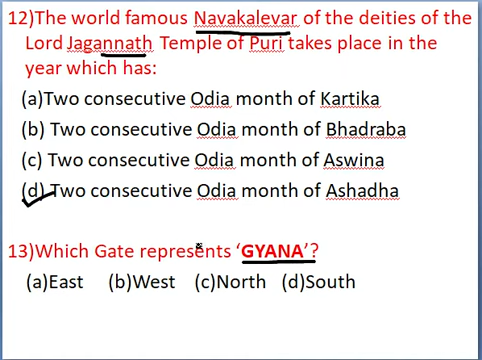 12)The world famous Navakalevar of the deities of the
Lord Jagannath Temple of Puri takes place in the
year which has:
(a)Two consecutive Odia month of Kartika
(b) Two consecutive Odia month of Bhadraba
(c) Two consecutive Odia month of Aswina
(d) Two consecutive Odia month of Ashadha
13)Which Gate represents ‘GYANA’?
(a)East (b)West (c)North (d)South